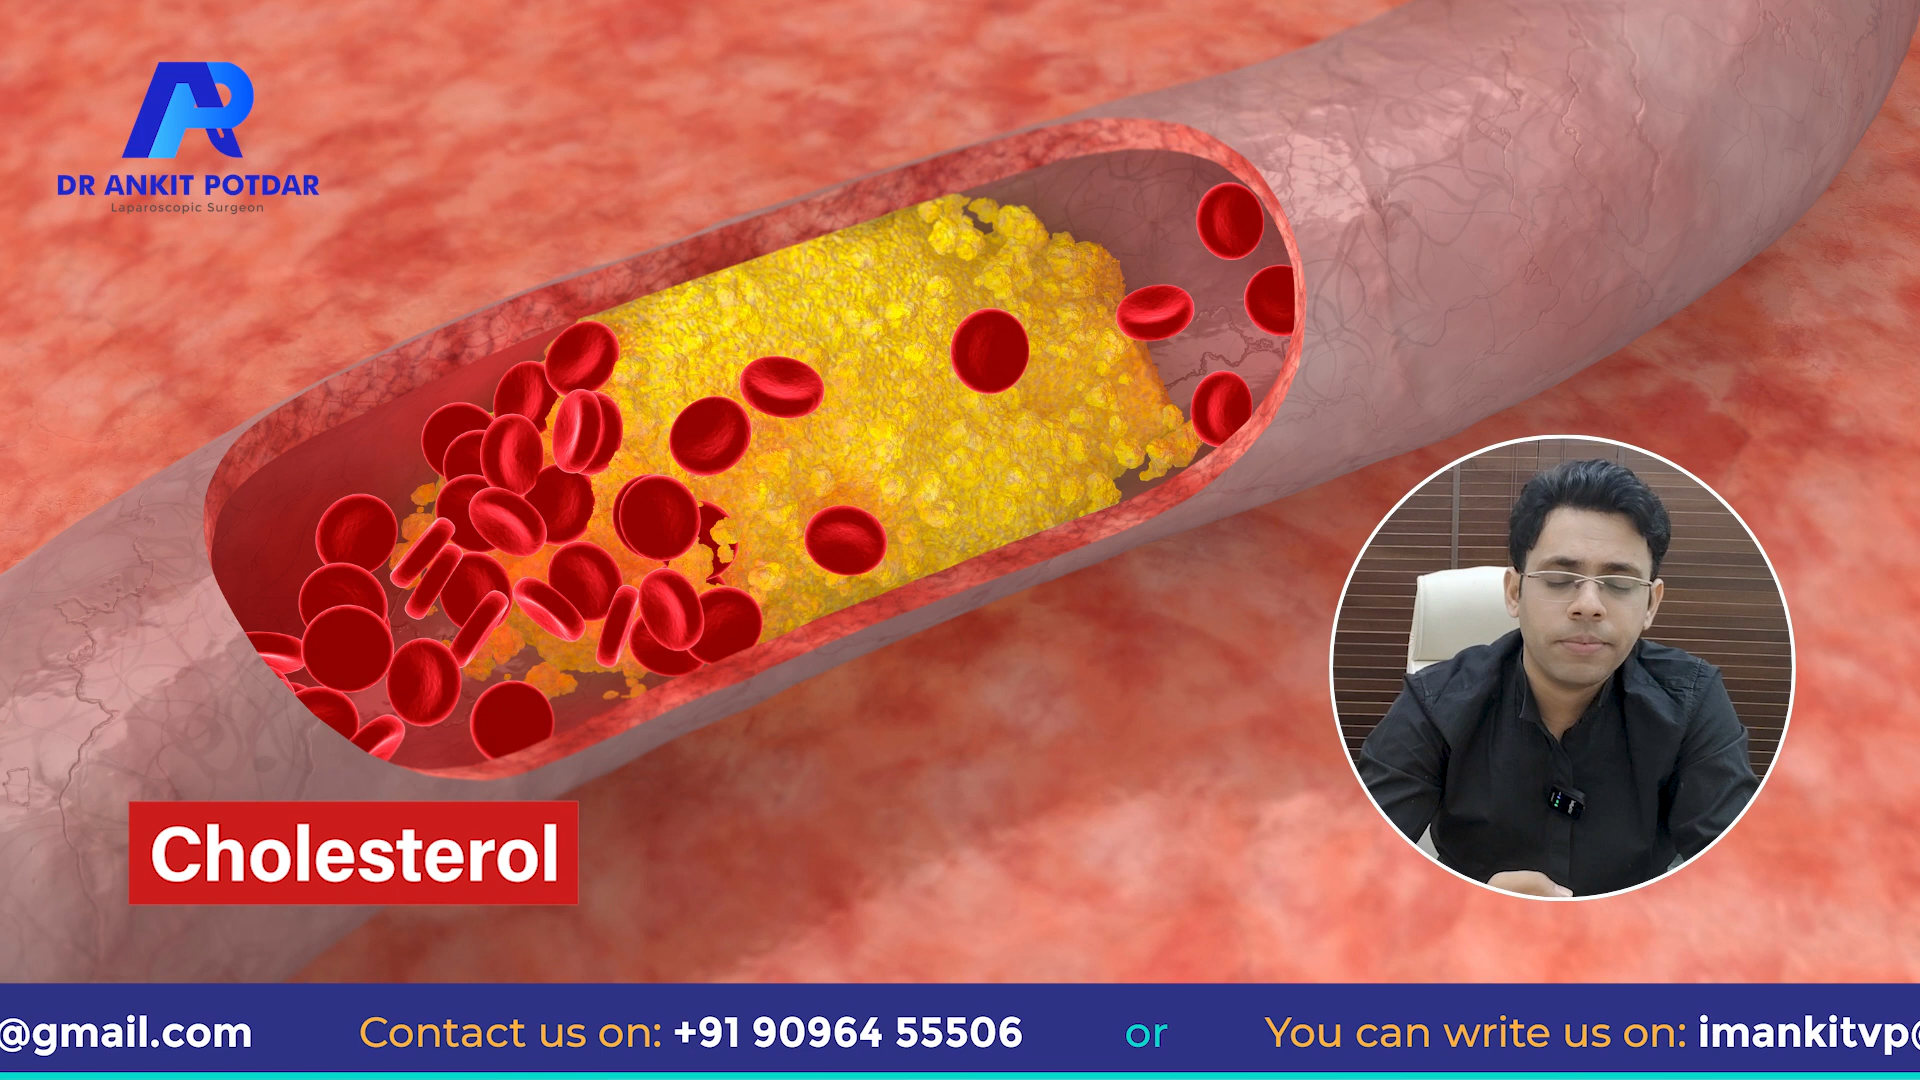 DR ANKIT POTDAR
Laparoscopic Surgeon
Cholesterol
@gmail.com Contact us on: +91 90964 55506 or You can write us on: imankitvp@